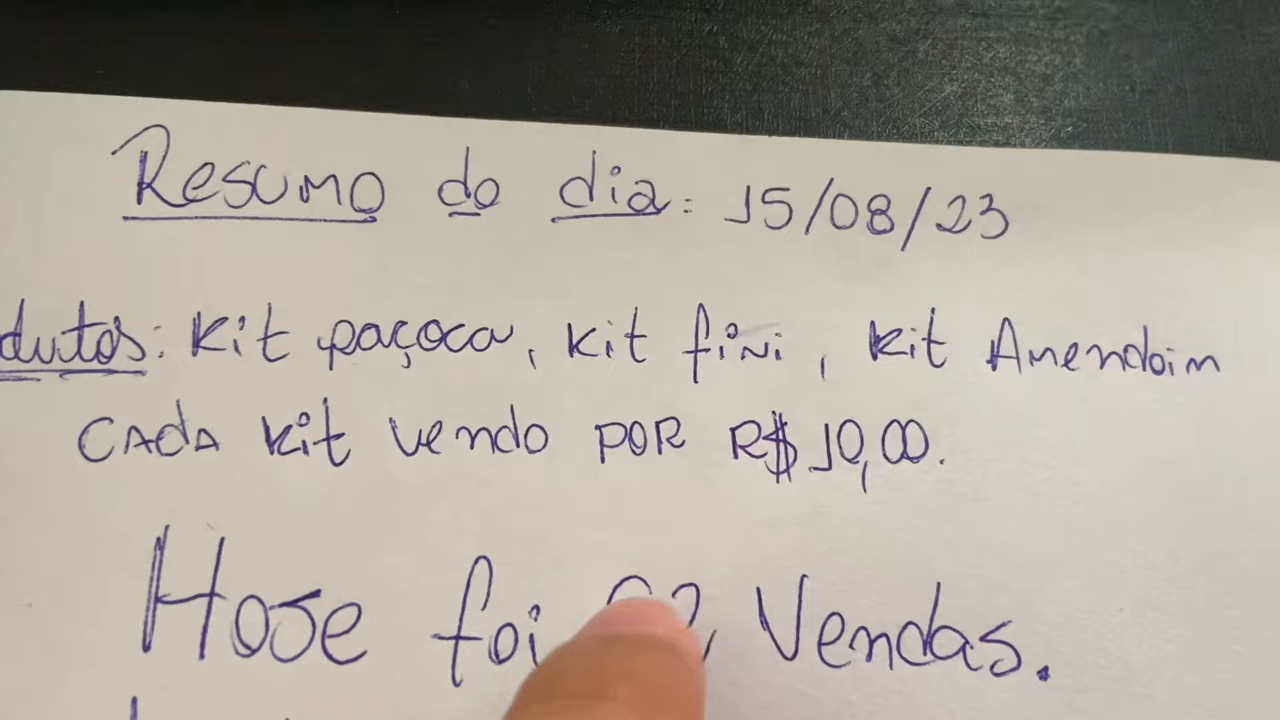 Resumo do dia: 15/08/23
dutos: Kit paçoca, kit fini, kit Amendoim
CADA kit vendo POR R$ 10,00.
Hoje foi Vendas.